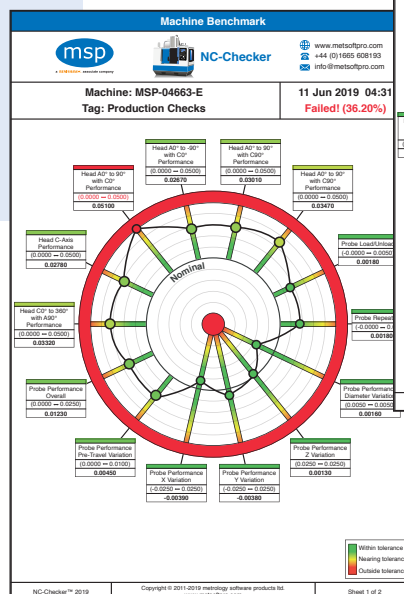 Machine Benchmark
msp
NC-Checker
www.metsoftpro.com
+44 (0)1665 608193
info@metsoftpro.com
Machine: MSP-04663-E
Tag: Production Checks
11 Jun 2019 04:31
Failed! (36.20%)
Head A0° to -90°
with C0°
Performance
(0.0000 — 0.0500)
0.02670
Head A0° to 90°
with C90°
Performance
(0.0000 — 0.0500)
0.03010
Head A0° to 90°
with C0°
Performance
(0.0000 — 0.0500)
0.05100
Head A0° to 90°
with C90°
Performance
(0.0000 — 0.0500)
0.03470
Head C-Axis
Performance
(0.0000 — 0.0500)
0.02780
Probe Load/Unload
(-0.0000 — 0.0050
0.00180
Nominal
Head C0° to 360°
with A90°
Performance
(0.0000 — 0.0500)
0.03320
Probe Repeat
(-0.0000 — 0.0
0.00180
Probe Performance
Overall
(0.0000 — 0.0250)
0.01230
Probe Performanc
Diameter Variation
(0.0050 — 0.0050
0.00160
Probe Performance
Pre-Travel Variation
(0.0000 — 0.0100)
0.00450
Probe Performance
X Variation
(-0.0250 — 0.0250)
-0.00390
Probe Performance
Y Variation
(-0.0250 — 0.0250)
-0.00380
Probe Performance
Z Variation
(0.0250 — 0.0250)
0.00130
Within tolerance
Nearing toleranc
Outside tolerance
NC-Checker™ 2019
Copyright © 2011-2019 metrology software products ltd.
Sheet 1 of 2